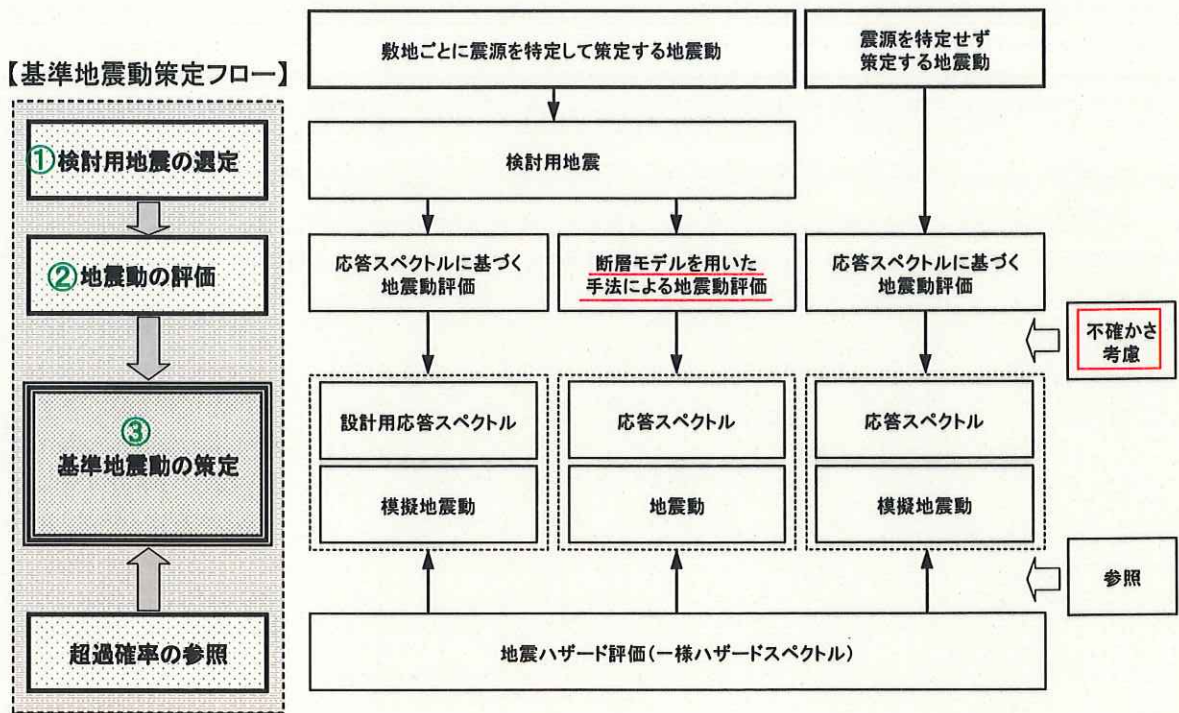 敷地ごとに震源を特定して策定する地震動
震源を特定せず
策定する地震動
【基準地震動策定フロー】
①検討用地震の選定
検討用地震
②地震動の評価
応答スペクトルに基づく
地震動評価
断層モデルを用いた
手法による地震動評価
応答スペクトルに基づく
地震動評価
不確かさ
考慮
③
基準地震動の策定
設計用応答スペクトル
応答スペクトル
応答スペクトル
模擬地震動
地震動
模擬地震動
参照
超過確率の参照
地震ハザード評価(一様ハザードスペクトル)